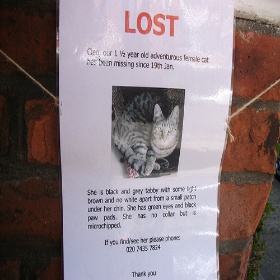 LOST
Cleo, our 1 ½ year old adventurous female cat
has been missing since 19th Jan.
She is black and grey tabby with some light
brown and no white apart from a small patch
under her chin. She has green eyes and black
paw pads. She has no collar but is
microchipped.
If you find/see her please phone:
020 7435 7824
Thank you